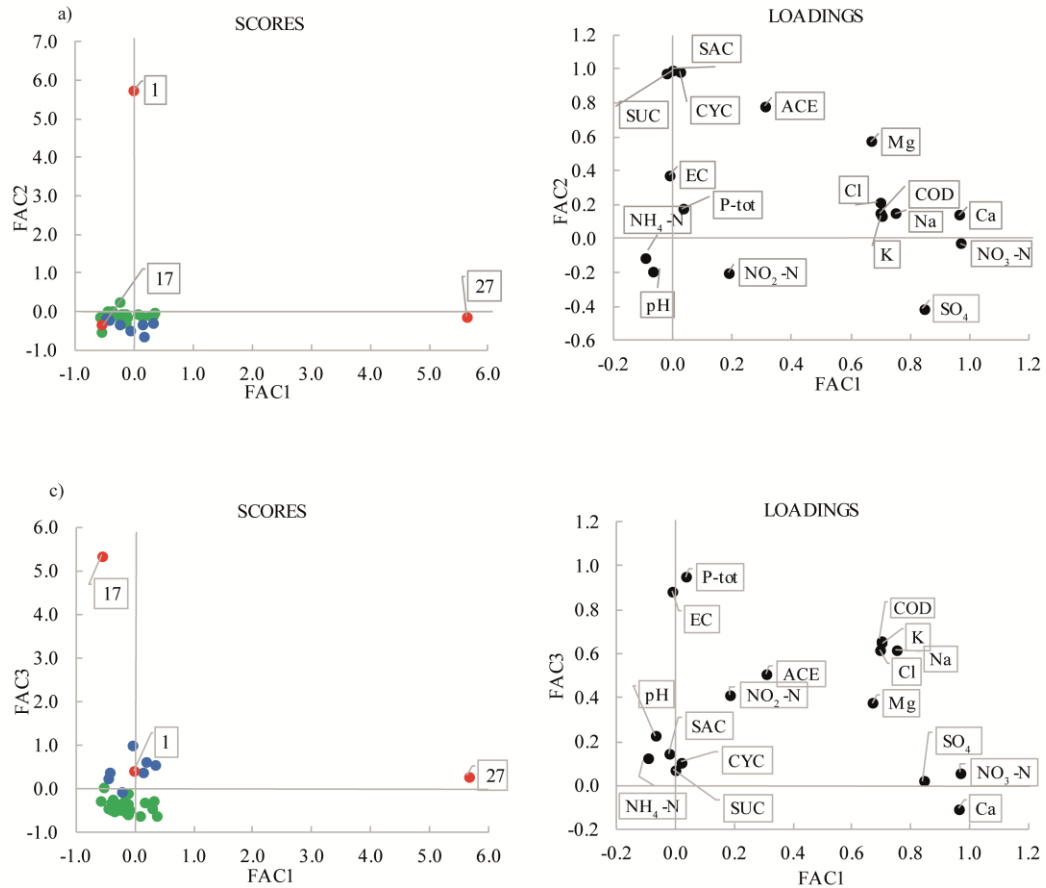 a)
SCORES
7.0
6.0
5.0
4.0
3.0
2.0
1.0
0.0
-1.0
FAC2
1
17
27
-1.0 0.0 1.0 2.0 3.0 4.0 5.0 6.0
FAC1
LOADINGS
1.2
1.0
0.8
0.6
0.4
0.2
0.0
-0.2
-0.4
-0.6
FAC2
SAC
SUC
CYC
ACE
Mg
EC
Cl
COD
P-tot
NH₄-N
Na
Ca
K
NO₃-N
NO₂-N
pH
SO₄
-0.2 0.0 0.2 0.4 0.6 0.8 1.0 1.2
FAC1
c)
SCORES
6.0
5.0
4.0
3.0
2.0
1.0
0.0
-1.0
FAC3
17
1
27
-1.0 0.0 1.0 2.0 3.0 4.0 5.0 6.0
FAC1
LOADINGS
1.2
1.0
0.8
0.6
0.4
0.2
0.0
-0.2
FAC3
P-tot
EC
COD
K
Na
Cl
ACE
pH
NO₂-N
Mg
SAC
SO₄
CYC
NO₃-N
NH₄-N
SUC
Ca
-0.2 0.0 0.2 0.4 0.6 0.8 1.0 1.2
FAC1